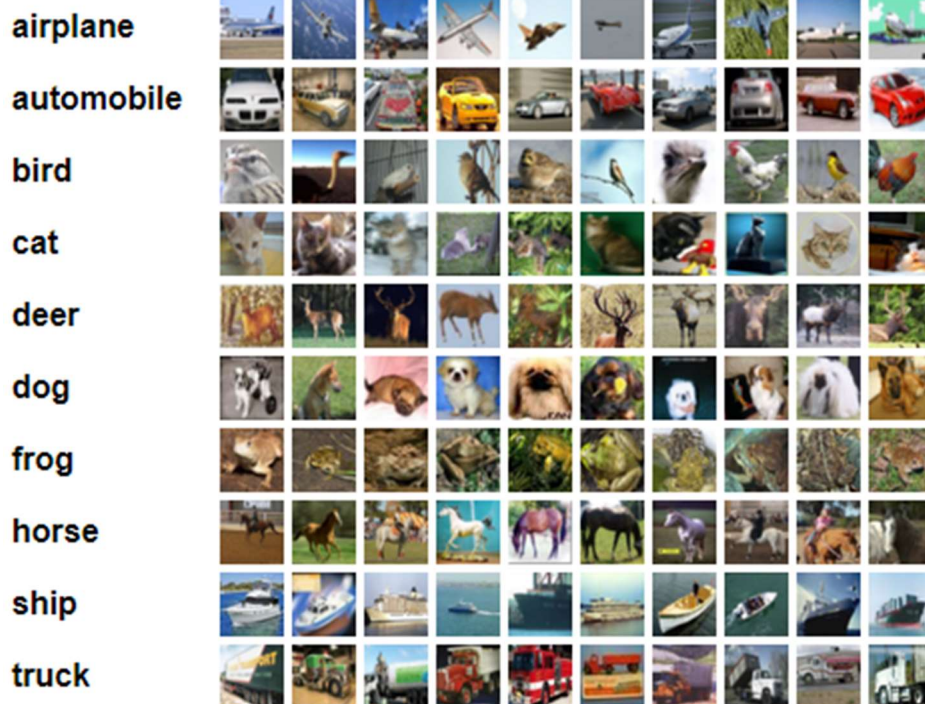 airplane
automobile
bird
cat
deer
dog
frog
horse
ship
truck